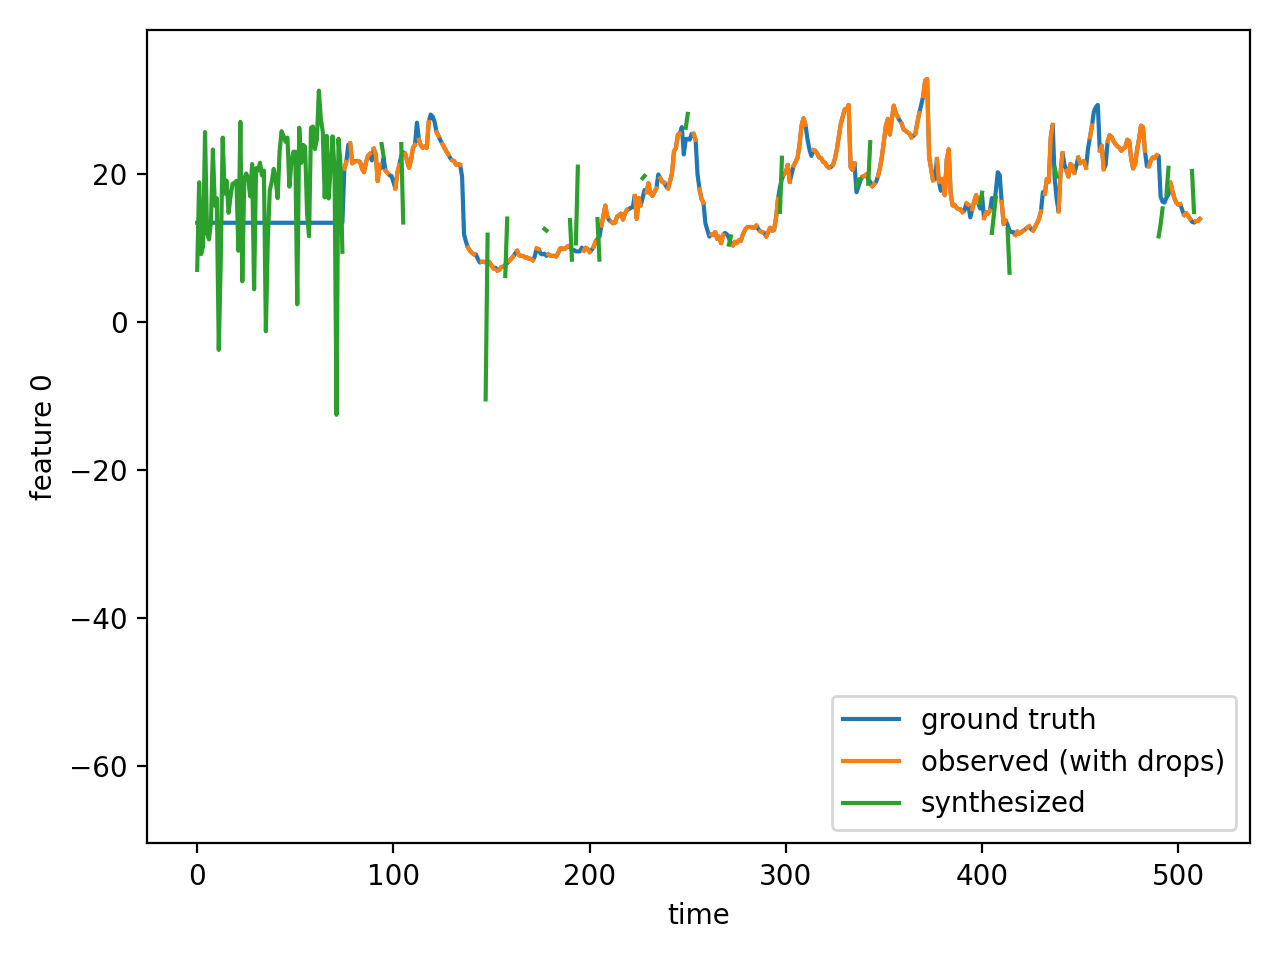 20
0
−20
−40
−60
feature 0
0 100 200 300 400 500
time
ground truth
observed (with drops)
synthesized